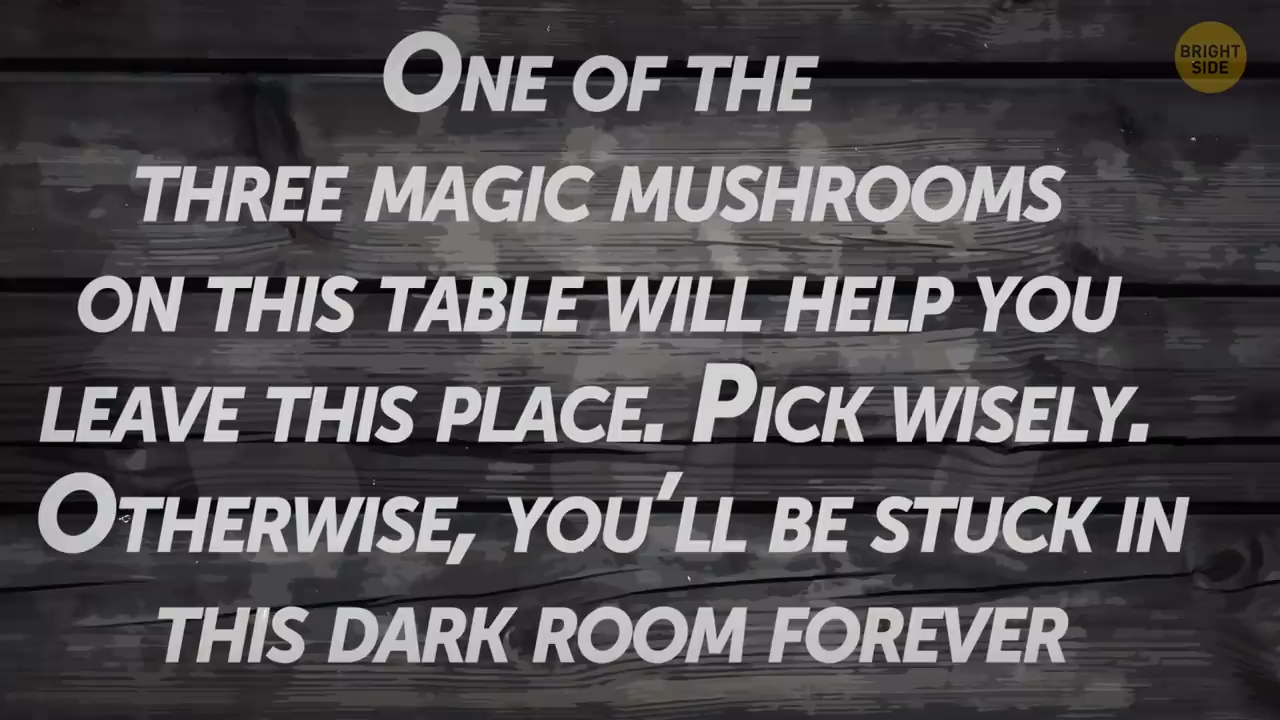 BRIGHT
SIDE
ONE OF THE
THREE MAGIC MUSHROOMS
ON THIS TABLE WILL HELP YOU
LEAVE THIS PLACE. PICK WISELY.
OTHERWISE, YOU'LL BE STUCK IN
THIS DARK ROOM FOREVER